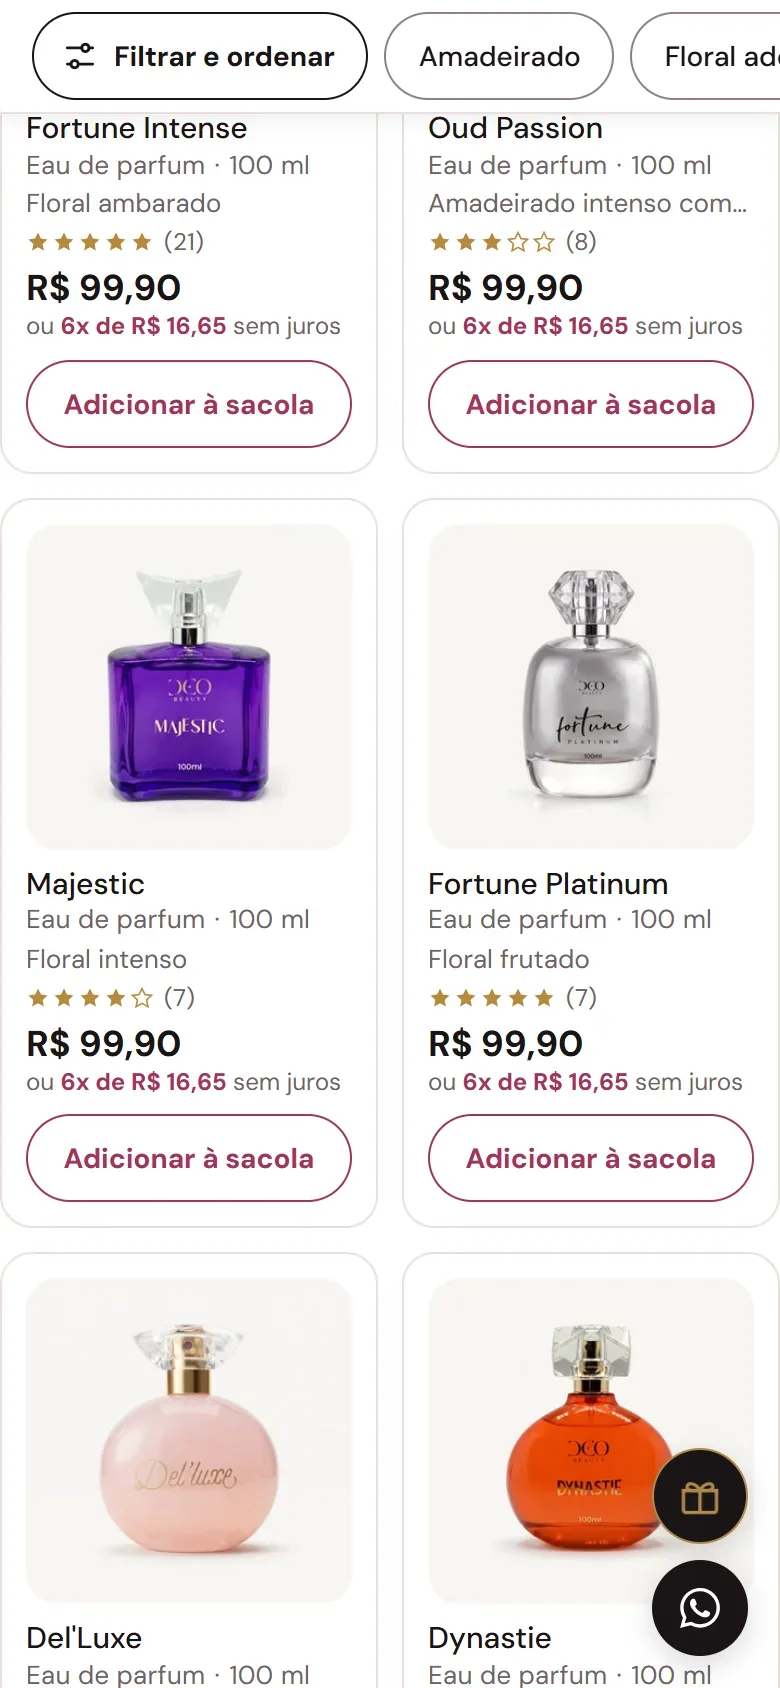 Filtrar e ordenar
Amadeirado
Floral ad
Fortune Intense
Eau de parfum · 100 ml
Floral ambarado
(21)
R$ 99,90
ou 6x de R$ 16,65 sem juros
Adicionar à sacola
Oud Passion
Eau de parfum · 100 ml
Amadeirado intenso com...
(8)
R$ 99,90
ou 6x de R$ 16,65 sem juros
Adicionar à sacola
BEAUTY
MAJESTIC
100ml
Majestic
Eau de parfum · 100 ml
Floral intenso
(7)
R$ 99,90
ou 6x de R$ 16,65 sem juros
Adicionar à sacola
BEAUTY
fortune
PLATINUM
100ml
Fortune Platinum
Eau de parfum · 100 ml
Floral frutado
(7)
R$ 99,90
ou 6x de R$ 16,65 sem juros
Adicionar à sacola
Del'luxe
Del'Luxe
Eau de parfum · 100 ml
BEAUTY
DYNASTIE
100ml
Dynastie
Eau de parfum · 100 ml